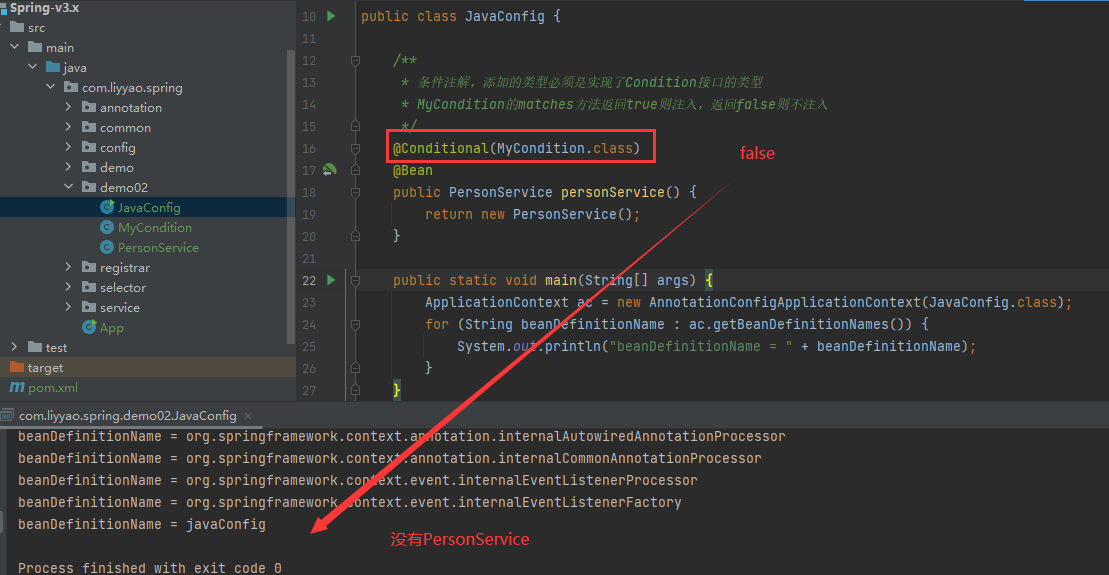 Spring-v3.x
src
main
java
com.liyyao.spring
annotation
common
config
demo
demo02
JavaConfig
MyCondition
PersonService
registrar
selector
service
App
test
target
pom.xml
10 public class JavaConfig {
11
12 /**
13 * 条件注解，添加的类型必须是实现了Condition接口的类型
14 * MyCondition的matches方法返回true则注入，返回false则不注入
15 */
16 @Conditional(MyCondition.class)
false
17 @Bean
18 public PersonService personService() {
19 return new PersonService();
20 }
21
22 public static void main(String[] args) {
23 ApplicationContext ac = new AnnotationConfigApplicationContext(JavaConfig.class);
24 for (String beanDefinitionName : ac.getBeanDefinitionNames()) {
25 System.out.println("beanDefinitionName = " + beanDefinitionName);
26 }
27 }
com.liyyao.spring.demo02.JavaConfig
beanDefinitionName = org.springframework.context.annotation.internalAutowiredAnnotationProcessor
beanDefinitionName = org.springframework.context.annotation.internalCommonAnnotationProcessor
beanDefinitionName = org.springframework.context.event.internalEventListenerProcessor
beanDefinitionName = org.springframework.context.event.internalEventListenerFactory
beanDefinitionName = javaConfig
没有PersonService
Process finished with exit code 0